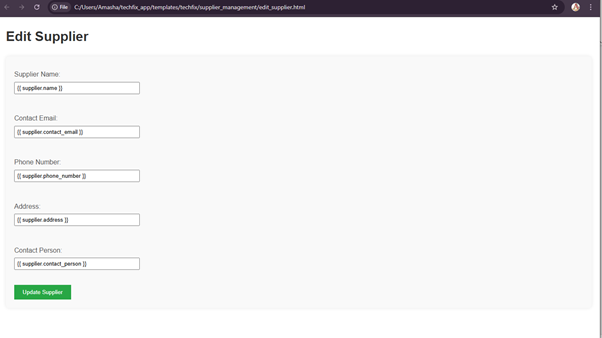 File
C:/Users/Amasha/techfix_app/templates/techfix/supplier_management/edit_supplier.html
Edit Supplier
Supplier Name:
{{ supplier.name }}
Contact Email:
{{ supplier.contact_email }}
Phone Number:
{{ supplier.phone_number }}
Address:
{{ supplier.address }}
Contact Person:
{{ supplier.contact_person }}
Update Supplier